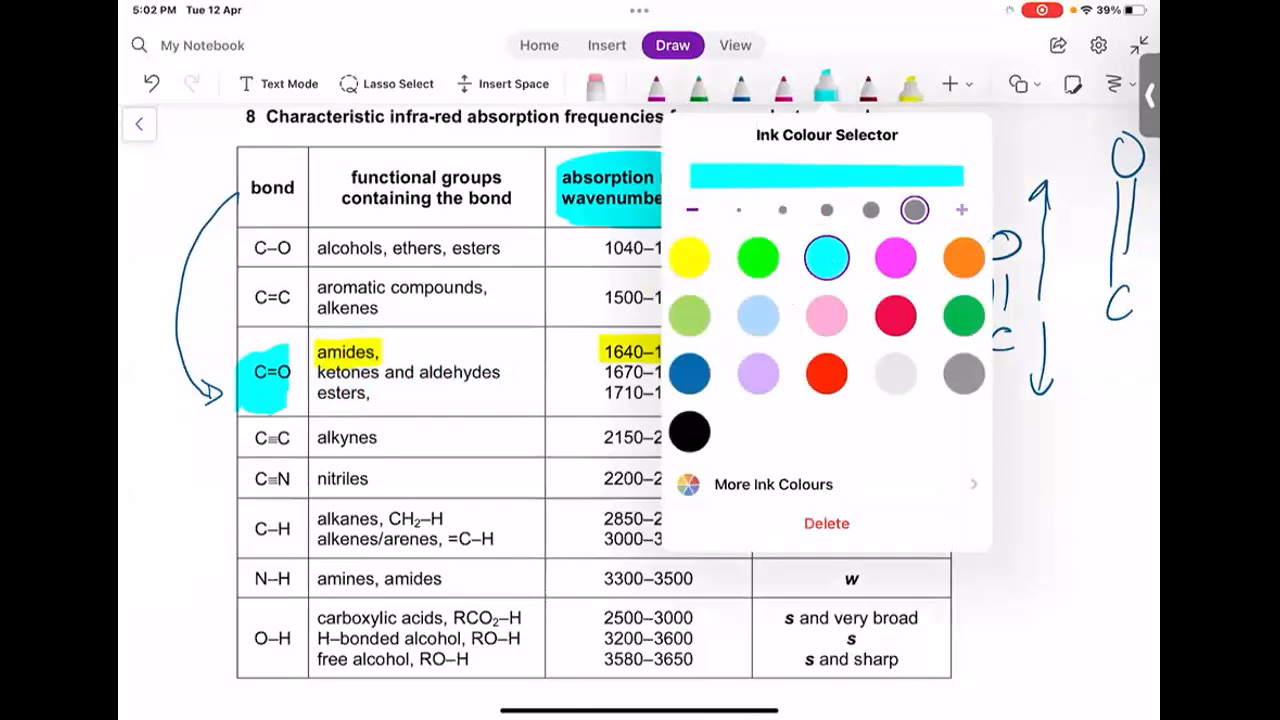 5:02 PM Tue 12 Apr
39%
My Notebook
Home Insert Draw View
Text Mode Lasso Select Insert Space
8 Characteristic infra-red absorption frequencies
Ink Colour Selector
bond
functional groups
containing the bond
absorption
C–O alcohols, ethers, esters 1040–1
C=C aromatic compounds,
alkenes 1500–1
C=O amides, 1640–1
ketones and aldehydes 1670–1
esters, 1710–1
C≡C alkynes 2150–2
C≡N nitriles 2200–2
C–H alkanes, CH₂–H 2850–2
alkenes/arenes, =C–H 3000–3
N–H amines, amides 3300–3500 w
O–H carboxylic acids, RCO₂–H 2500–3000 s and very broad
H–bonded alcohol, RO–H 3200–3600 s
free alcohol, RO–H 3580–3650 s and sharp
More Ink Colours
Delete
O
C
O
C